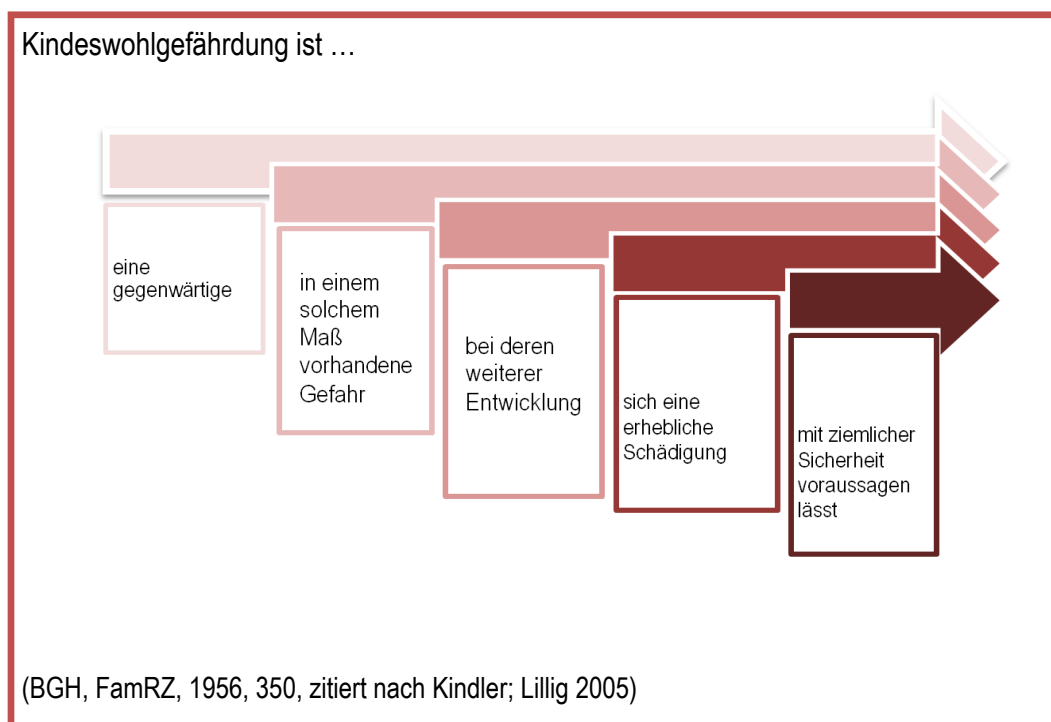 Kindeswohlgefährdung ist …
eine
gegenwärtige
in einem
solchem
Maß
vorhandene
Gefahr
bei deren
weiterer
Entwicklung
sich eine
erhebliche
Schädigung
mit ziemlicher
Sicherheit
voraussagen
lässt
(BGH, FamRZ, 1956, 350, zitiert nach Kindler; Lillig 2005)